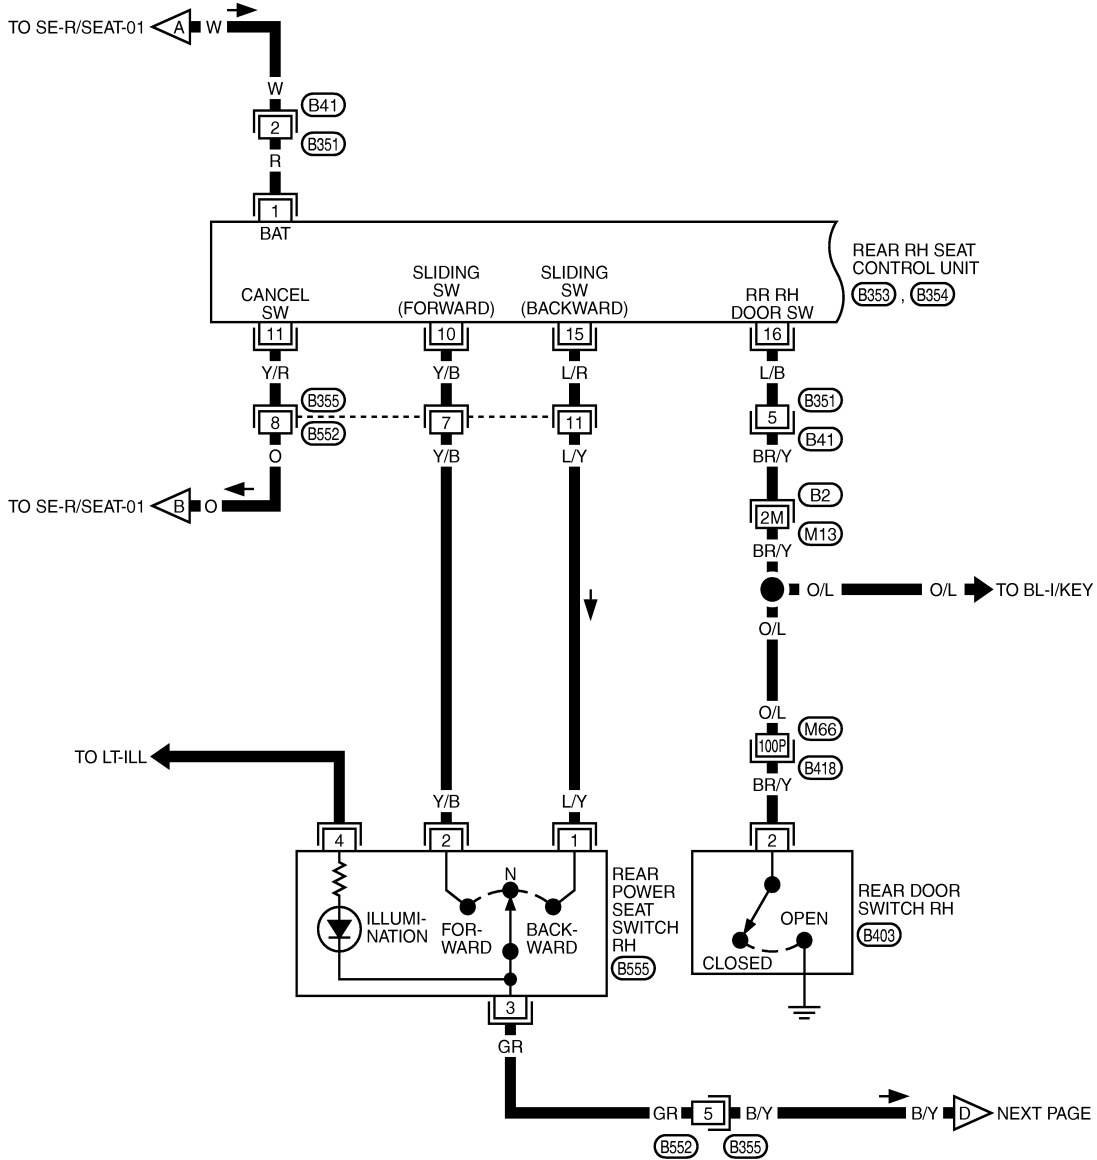 TO SE-R/SEAT-01 A W
W
B41
2
B351
R
1
BAT
REAR RH SEAT
CONTROL UNIT
B353 , B354
CANCEL
SW
SLIDING
SW
(FORWARD)
SLIDING
SW
(BACKWARD)
RR RH
DOOR SW
11 10 15 16
Y/R Y/B L/R L/B
B355
8 7 11
B552
B351
5
B41
O Y/B L/Y BR/Y
TO SE-R/SEAT-01 B O
B2
2M
M13
BR/Y
O/L O/L TO BL-I/KEY
O/L
O/L
M66
100P
B418
TO LT-ILL
BR/Y
Y/B L/Y
4 2 1 2
N
ILLUMI-
NATION
FOR-
WARD
BACK-
WARD
REAR
POWER
SEAT
SWITCH
RH
B555
OPEN
CLOSED
REAR DOOR
SWITCH RH
B403
3
GR
GR 5 B/Y B/Y D NEXT PAGE
B552 B355